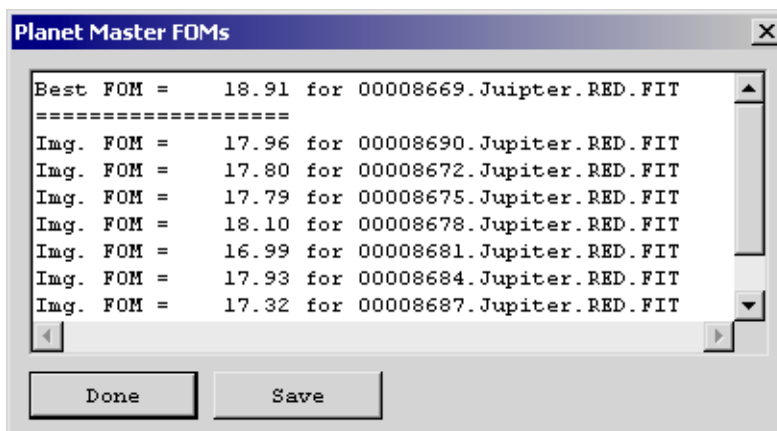 Planet Master FOMs
Best FOM = 18.91 for 00008669.Juipter.RED.FIT
====================
Img. FOM = 17.96 for 00008690.Jupiter.RED.FIT
Img. FOM = 17.80 for 00008672.Jupiter.RED.FIT
Img. FOM = 17.79 for 00008675.Jupiter.RED.FIT
Img. FOM = 18.10 for 00008678.Jupiter.RED.FIT
Img. FOM = 16.99 for 00008681.Jupiter.RED.FIT
Img. FOM = 17.93 for 00008684.Jupiter.RED.FIT
Img. FOM = 17.32 for 00008687.Jupiter.RED.FIT
Done Save